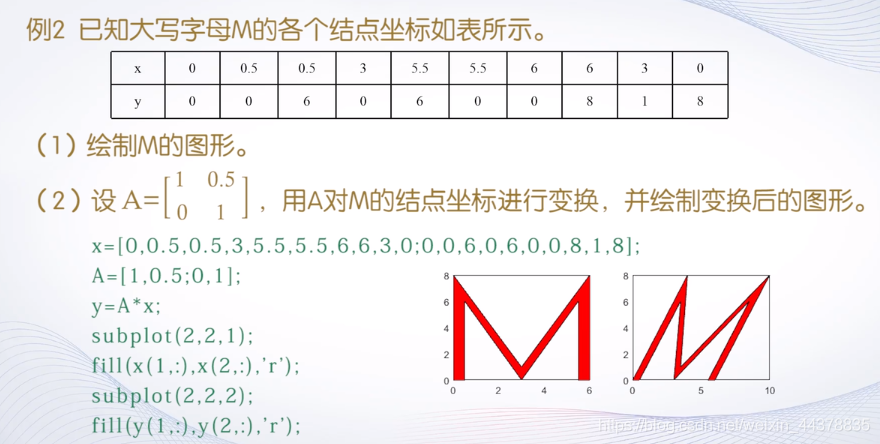 例2 已知大写字母M的各个结点坐标如表所示。
x 0 0.5 0.5 3 5.5 5.5 6 6 3 0
y 0 0 6 0 6 0 0 8 1 8
（1）绘制M的图形。
（2）设 A=[1 0.5 0 1]，用A对M的结点坐标进行变换，并绘制变换后的图形。
x=[0,0.5,0.5,3,5.5,5.5,6,6,3,0;0,0,6,0,6,0,0,8,1,8];
A=[1,0.5;0,1];
y=A*x;
subplot(2,2,1);
fill(x(1,:),x(2,:),'r');
subplot(2,2,2);
fill(y(1,:),y(2,:),'r');
8
6
4
2
0
0 2 4 6
8
6
4
2
0
0 5 10
https://blog.csdn.net/weixin_44378835